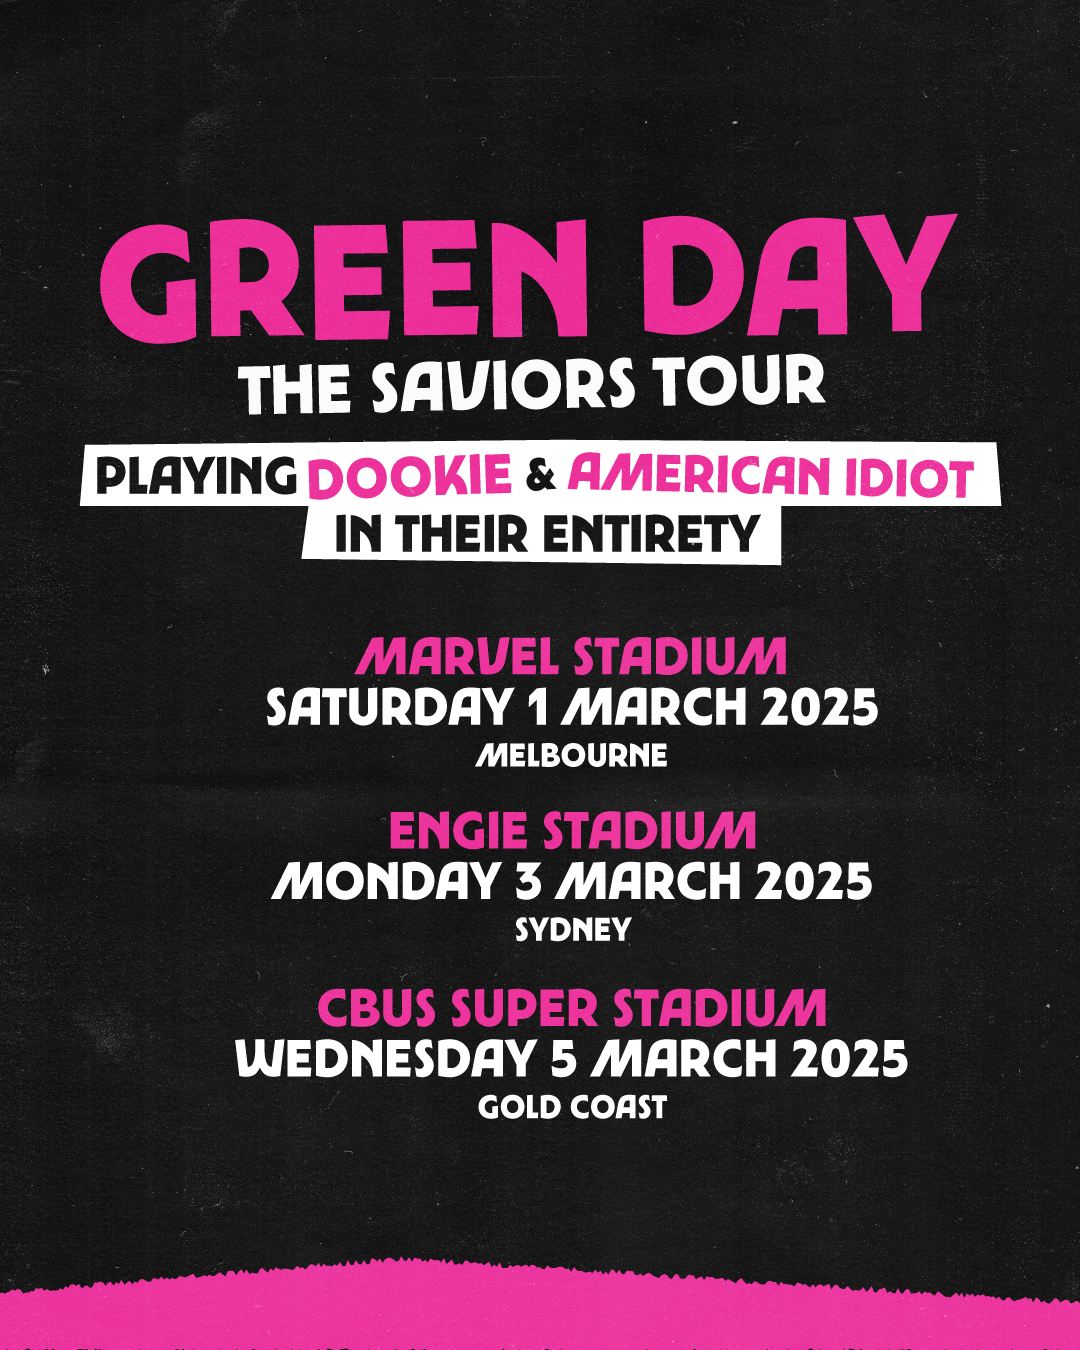 GREEN DAY
THE SAVIORS TOUR
PLAYING DOOKIE & AMERICAN IDIOT
IN THEIR ENTIRETY
MARVEL STADIUM
SATURDAY 1 MARCH 2025
MELBOURNE
ENGIE STADIUM
MONDAY 3 MARCH 2025
SYDNEY
CBUS SUPER STADIUM
WEDNESDAY 5 MARCH 2025
GOLD COAST